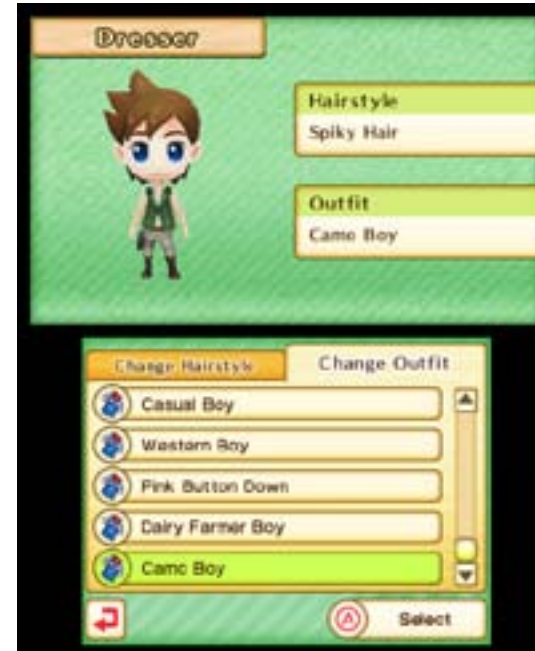 Dresser
Hairstyle
Spiky Hair
Outfit
Camo Boy
Change Hairstyle
Change Outfit
Casual Boy
Western Boy
Pink Button Down
Dairy Farmer Boy
Camo Boy
A Select